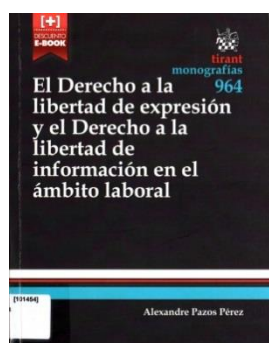 [+]
DESCUENTO
E-BOOK
tirant
monografías
964
El Derecho a la
libertad de expresión
y el Derecho a la
libertad de
información en el
ámbito laboral
[101464]
Alexandre Pazos Pérez